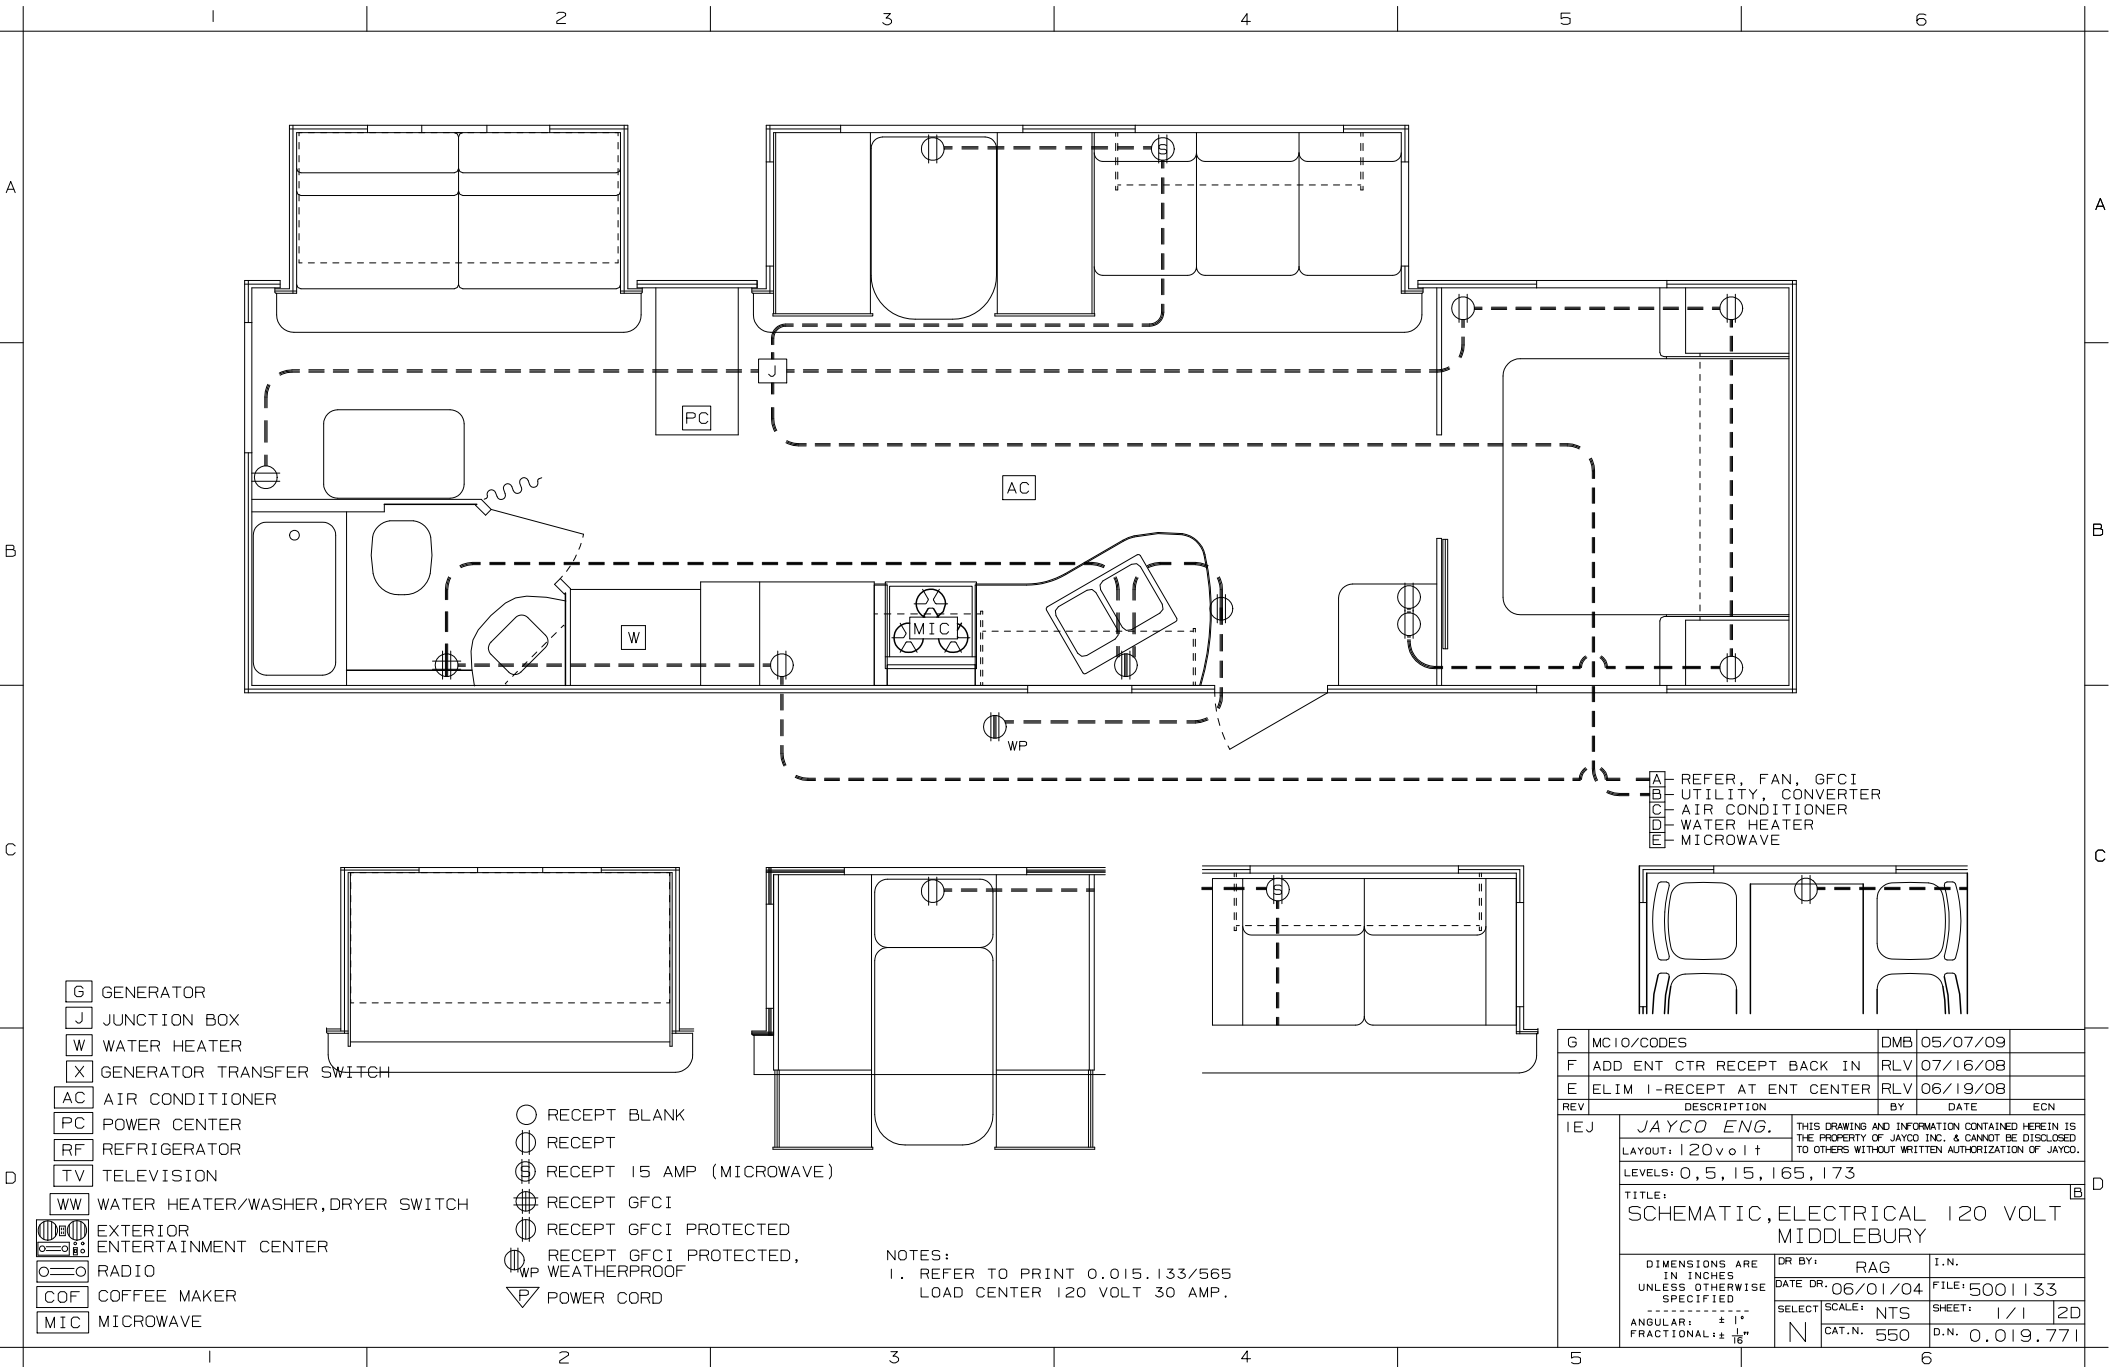 1 2 3 4 5 6
A
A
S
J
PC
AC
B
B
W
MIC
WP
A REFER, FAN, GFCI
B UTILITY, CONVERTER
C AIR CONDITIONER
D WATER HEATER
E MICROWAVE
C
C
S
G GENERATOR
J JUNCTION BOX
W WATER HEATER
X GENERATOR TRANSFER SWITCH
AC AIR CONDITIONER
PC POWER CENTER
RF REFRIGERATOR
TV TELEVISION
WW WATER HEATER/WASHER,DRYER SWITCH
EXTERIOR
ENTERTAINMENT CENTER
RADIO
COF COFFEE MAKER
MIC MICROWAVE
RECEPT BLANK
RECEPT
S RECEPT 15 AMP (MICROWAVE)
RECEPT GFCI
RECEPT GFCI PROTECTED
RECEPT GFCI PROTECTED,
WP WEATHERPROOF
P POWER CORD
NOTES:
1. REFER TO PRINT 0.015.133/565
LOAD CENTER 120 VOLT 30 AMP.
G MC10/CODES DMB 05/07/09
F ADD ENT CTR RECEPT BACK IN RLV 07/16/08
E ELIM 1-RECEPT AT ENT CENTER RLV 06/19/08
REV DESCRIPTION BY DATE ECN
1EJ
JAYCO ENG.
THIS DRAWING AND INFORMATION CONTAINED HEREIN IS
THE PROPERTY OF JAYCO INC. & CANNOT BE DISCLOSED
TO OTHERS WITHOUT WRITTEN AUTHORIZATION OF JAYCO.
LAYOUT: 120volt
LEVELS: 0,5,15,165,173
TITLE: B
SCHEMATIC,ELECTRICAL 120 VOLT
MIDDLEBURY
DIMENSIONS ARE
IN INCHES
UNLESS OTHERWISE
SPECIFIED
-------------
ANGULAR: ± 1°
FRACTIONAL: ± 1/16"
DR BY: RAG I.N.
DATE DR. 06/01/04 FILE: 5001133
SELECT N SCALE: NTS SHEET: 1/1 2D
CAT.N. 550 D.N. 0.019.771
D
D
1 2 3 4 5 6